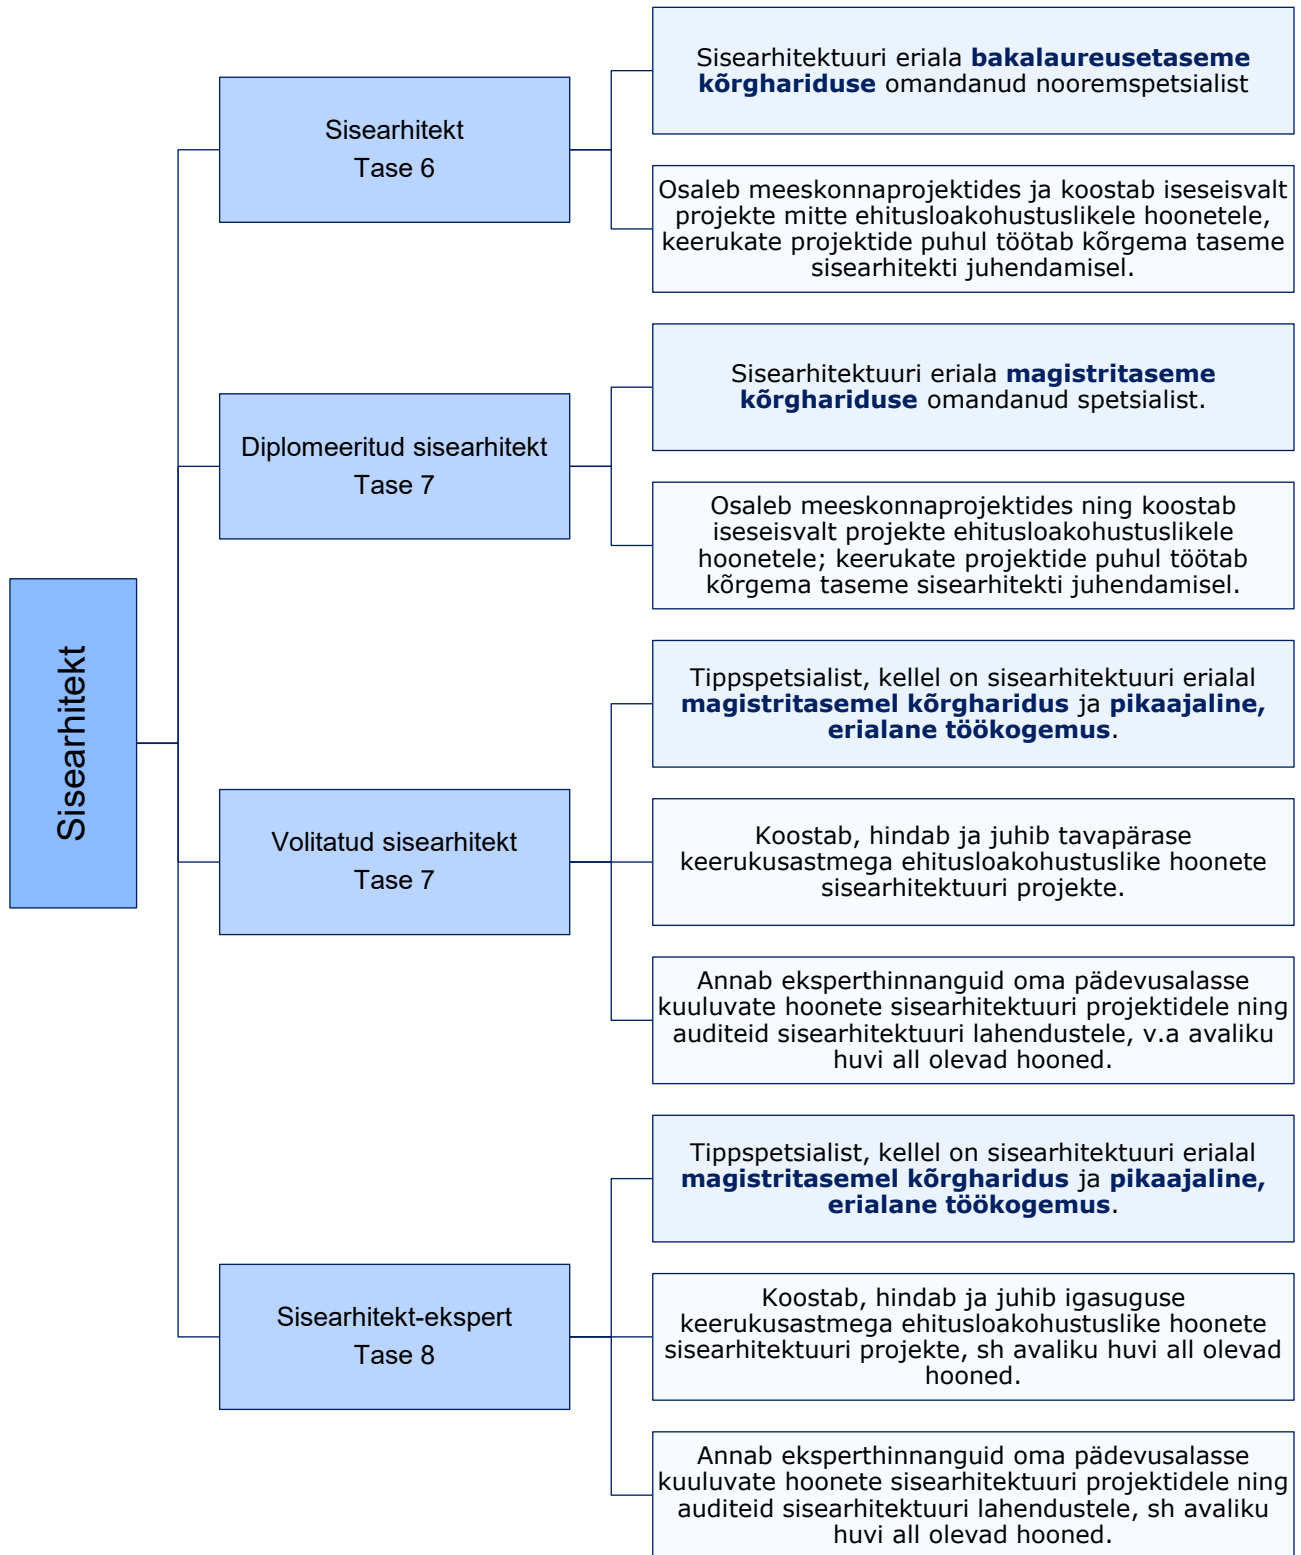 Sisearhitekt
Sisearhitekt
Tase 6
Sisearhitektuuri eriala bakalaureusetaseme
kõrghariduse omandanud nooremspetsialist
Osaleb meeskonnaprojektides ja koostab iseseisvalt
projekte mitte ehitusloakohustuslikele hoonetele,
keerukate projektide puhul töötab kõrgema taseme
sisearhitekti juhendamisel.
Diplomeeritud sisearhitekt
Tase 7
Sisearhitektuuri eriala magistritaseme
kõrghariduse omandanud spetsialist.
Osaleb meeskonnaprojektides ning koostab
iseseisvalt projekte ehitusloakohustuslikele
hoonetele; keerukate projektide puhul töötab
kõrgema taseme sisearhitekti juhendamisel.
Volitatud sisearhitekt
Tase 7
Tippspetsialist, kellel on sisearhitektuuri erialal
magistritasemel kõrgharidus ja pikaajaline,
erialane töökogemus.
Koostab, hindab ja juhib tavapärase
keerukusastmega ehitusloakohustuslike hoonete
sisearhitektuuri projekte.
Annab eksperthinnanguid oma pädevusalasse
kuuluvate hoonete sisearhitektuuri projektidele ning
auditeid sisearhitektuuri lahendustele, v.a avaliku
huvi all olevad hooned.
Sisearhitekt-ekspert
Tase 8
Tippspetsialist, kellel on sisearhitektuuri erialal
magistritasemel kõrgharidus ja pikaajaline,
erialane töökogemus.
Koostab, hindab ja juhib igasuguse
keerukusastmega ehitusloakohustuslike hoonete
sisearhitektuuri projekte, sh avaliku huvi all olevad
hooned.
Annab eksperthinnanguid oma pädevusalasse
kuuluvate hoonete sisearhitektuuri projektidele ning
auditeid sisearhitektuuri lahendustele, sh avaliku
huvi all olevad hooned.